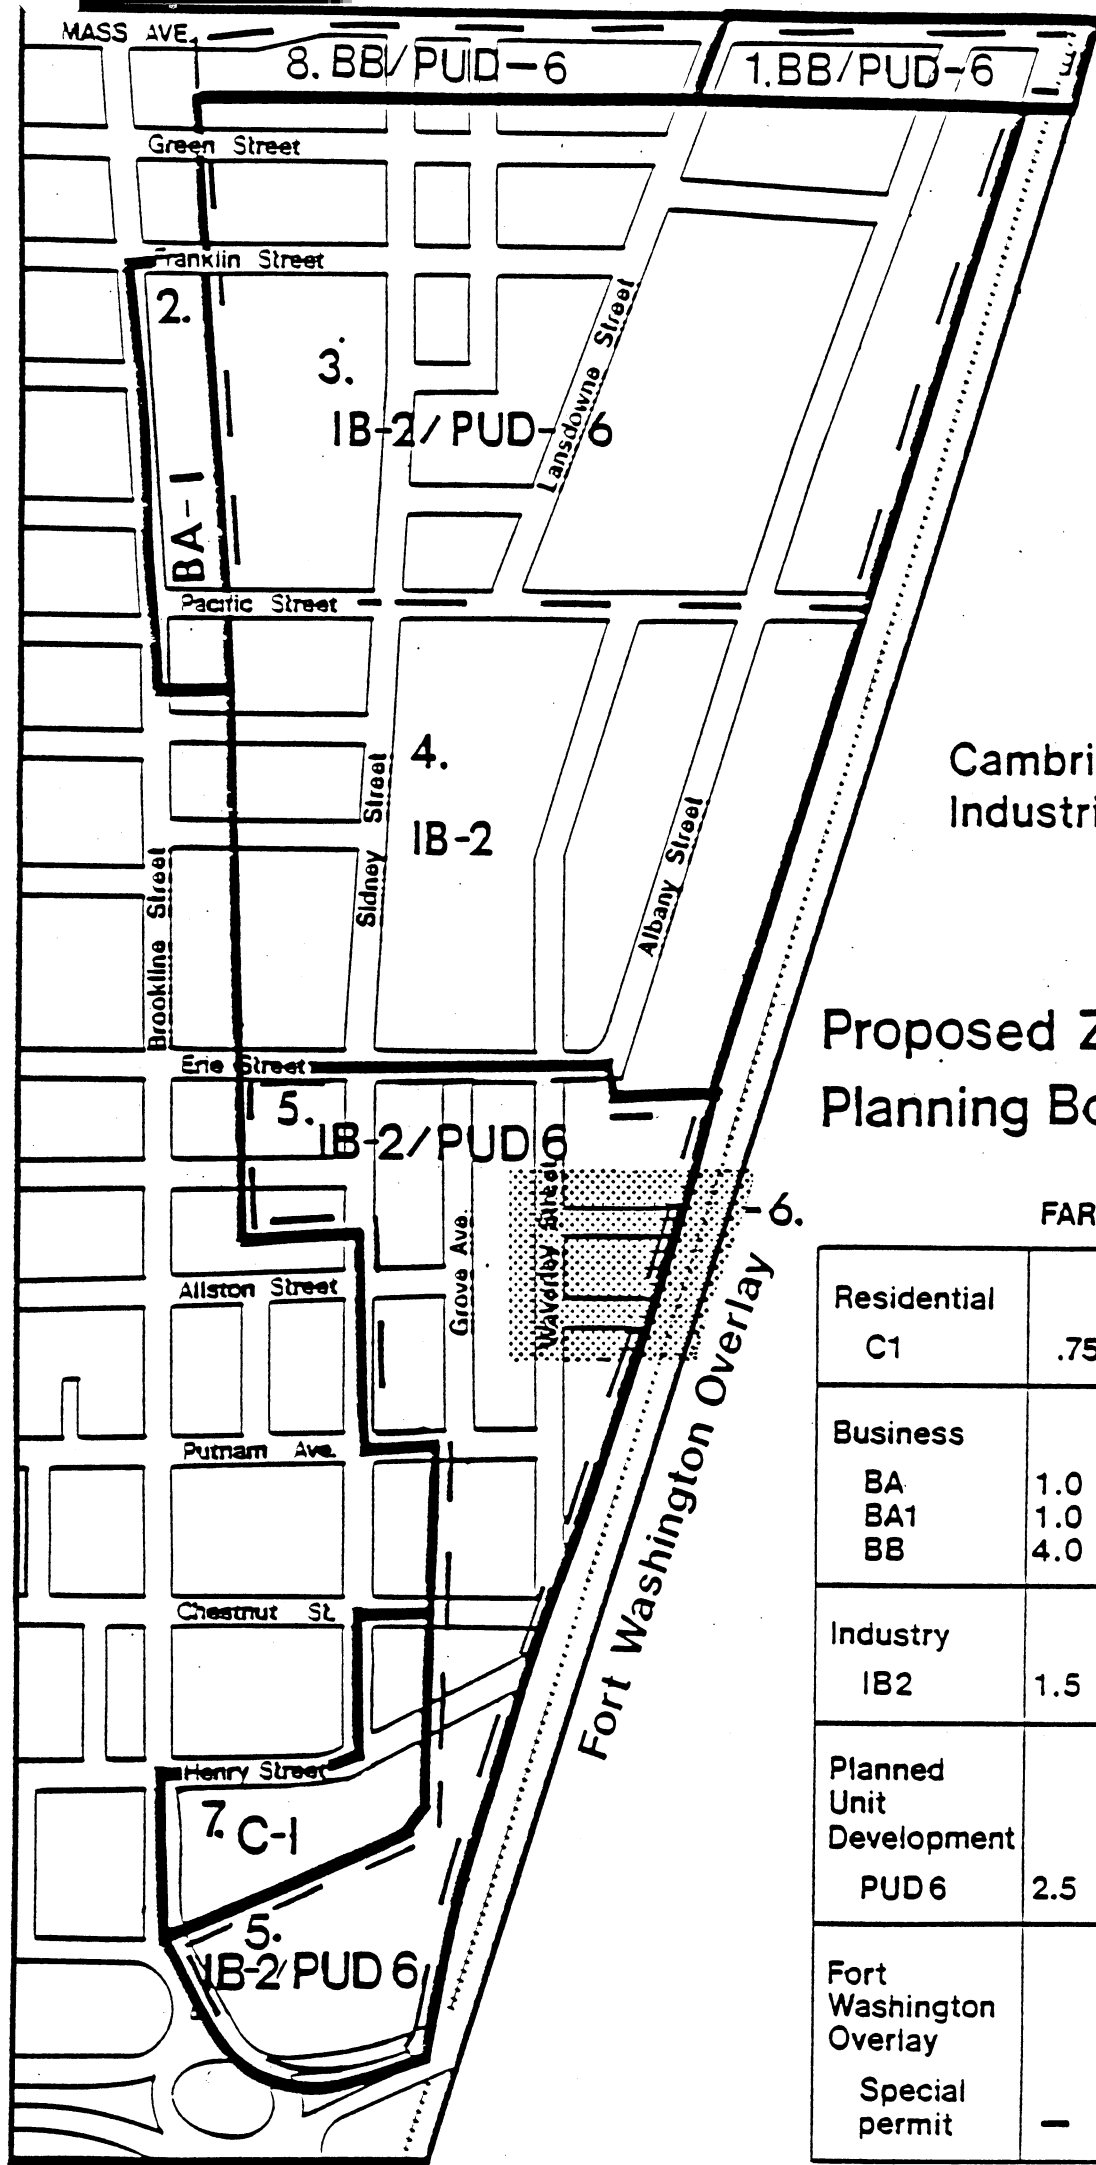 MASS AVE.
8. BB/PUD-6
1. BB/PUD-6
Green Street
Franklin Street
2.
3.
IB-2/PUD-6
Lansdowne Street
BA-1
Pacific Street
4.
IB-2
Sidney Street
Albany Street
Brookline Street
Cambri
Industri
Erie Street
5.
IB-2/PUD 6
Proposed Z
Planning Bo
Waverley Street
-6.
Grove Ave.
Allston Street
Fort Washington Overlay
Putnam Ave.
Chestnut St.
Henry Street
7. C-1
5.
IB-2/PUD 6
FAR
Residential
C1 .75
Business
BA 1.0
BA1 1.0
BB 4.0
Industry
IB2 1.5
Planned
Unit
Development
PUD6 2.5
Fort
Washington
Overlay
Special
permit —